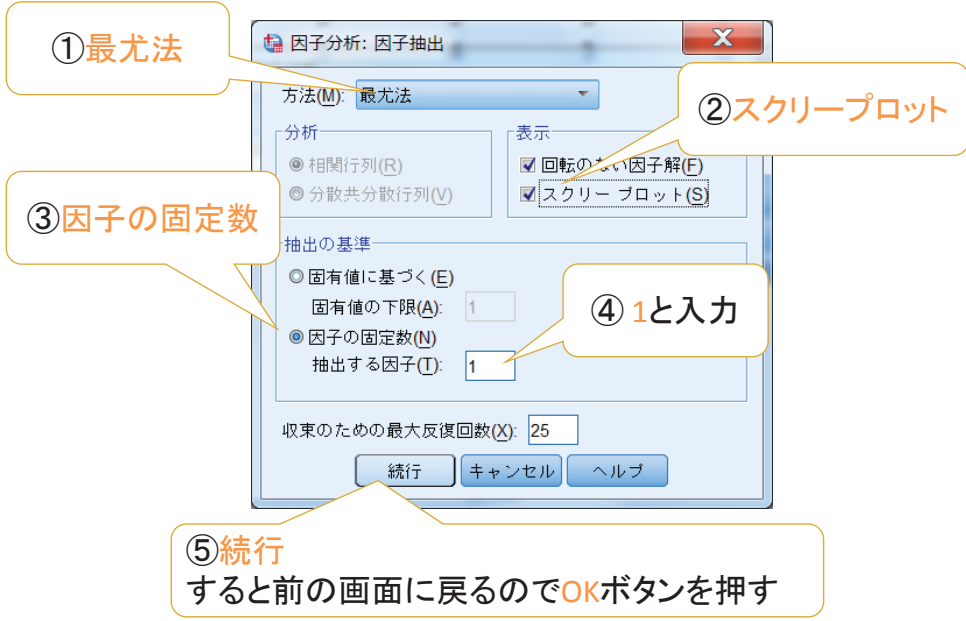 ①最尤法
因子分析: 因子抽出
方法(M): 最尤法
②スクリープロット
分析
表示
相関行列(R)
回転のない因子解(F)
分散共分散行列(V)
スクリー プロット(S)
③因子の固定数
抽出の基準
固有値に基づく(E)
固有値の下限(A): 1
④ 1と入力
因子の固定数(N)
抽出する因子(T): 1
収束のための最大反復回数(X): 25
続行 キャンセル ヘルプ
⑤続行
すると前の画面に戻るのでOKボタンを押す